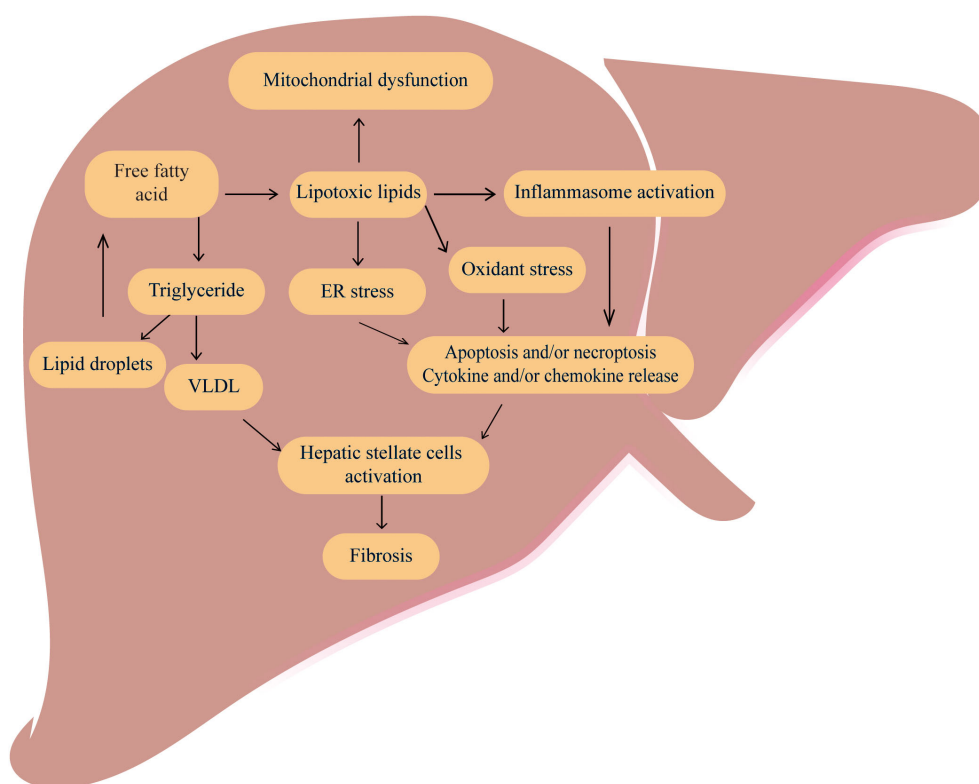 Mitochondrial dysfunction
Free fatty
acid
Lipotoxic lipids
Inflammasome activation
Triglyceride
ER stress
Oxidant stress
Lipid droplets
VLDL
Apoptosis and/or necroptosis
Cytokine and/or chemokine release
Hepatic stellate cells
activation
Fibrosis